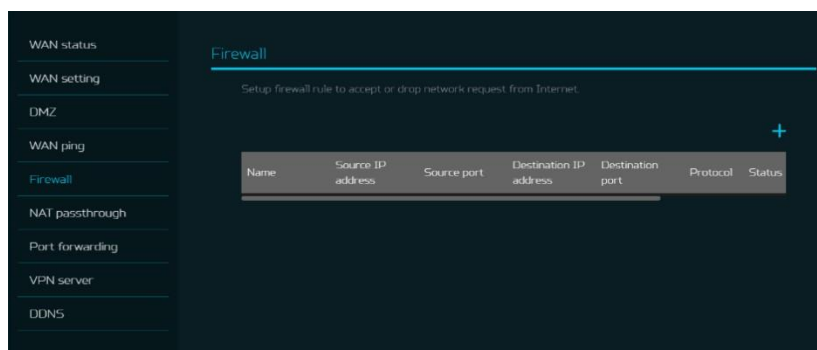 WAN status
WAN setting
DMZ
WAN ping
Firewall
NAT passthrough
Port forwarding
VPN server
DDNS
Firewall
Setup firewall rule to accept or drop network request from Internet.
+
Name
Source IP
address
Source port
Destination IP
address
Destination
port
Protocol
Status